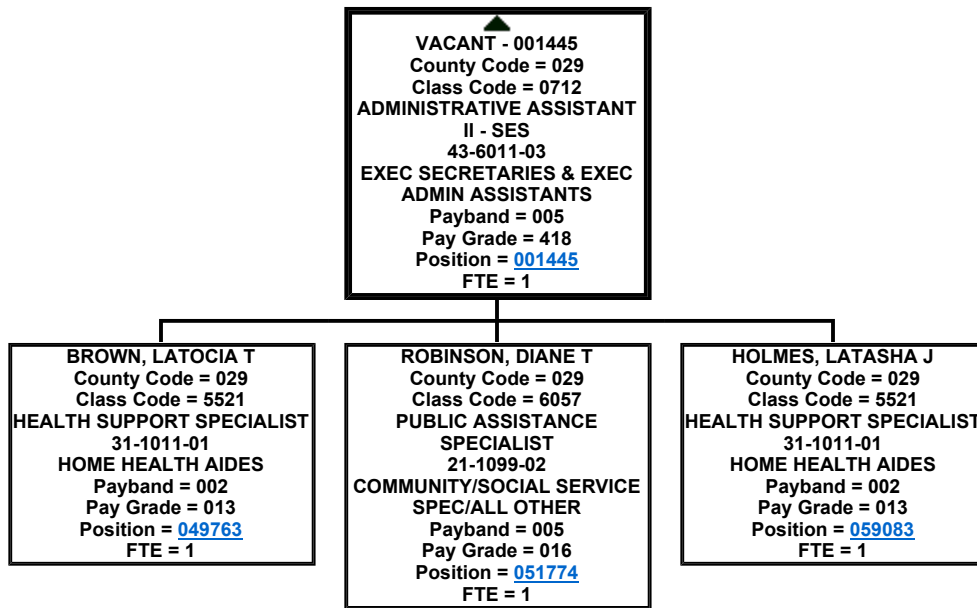 VACANT - 001445
County Code = 029
Class Code = 0712
ADMINISTRATIVE ASSISTANT
II - SES
43-6011-03
EXEC SECRETARIES & EXEC
ADMIN ASSISTANTS
Payband = 005
Pay Grade = 418
Position = 001445
FTE = 1
BROWN, LATOCIA T
County Code = 029
Class Code = 5521
HEALTH SUPPORT SPECIALIST
31-1011-01
HOME HEALTH AIDES
Payband = 002
Pay Grade = 013
Position = 049763
FTE = 1
ROBINSON, DIANE T
County Code = 029
Class Code = 6057
PUBLIC ASSISTANCE
SPECIALIST
21-1099-02
COMMUNITY/SOCIAL SERVICE
SPEC/ALL OTHER
Payband = 005
Pay Grade = 016
Position = 051774
FTE = 1
HOLMES, LATASHA J
County Code = 029
Class Code = 5521
HEALTH SUPPORT SPECIALIST
31-1011-01
HOME HEALTH AIDES
Payband = 002
Pay Grade = 013
Position = 059083
FTE = 1